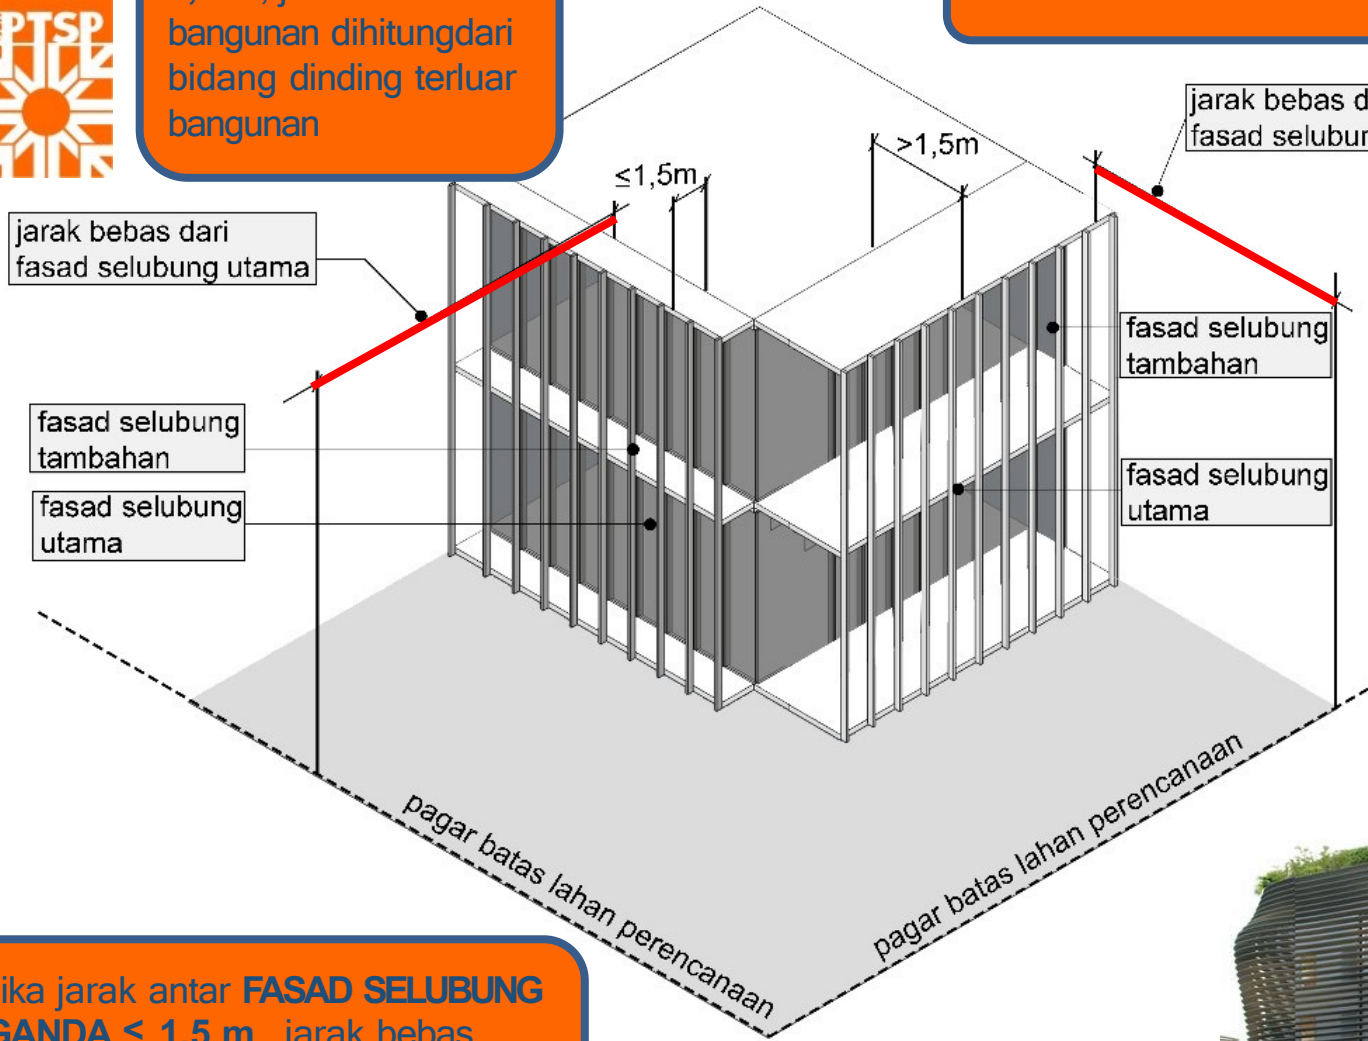 PTSP
bangunan dihitungdari
bidang dinding terluar
bangunan
≤1,5m
>1,5m
jarak bebas
fasad
jarak bebas dari
fasad selubung utama
fasad selubung
tambahan
fasad selubung
tambahan
fasad selubung
utama
fasad selubung
utama
pagar batas lahan perencanaan
pagar batas lahan perencanaan
ika jarak antar FASAD SELUBUNG
GANDA ≤ 1,5 m, jarak bebas